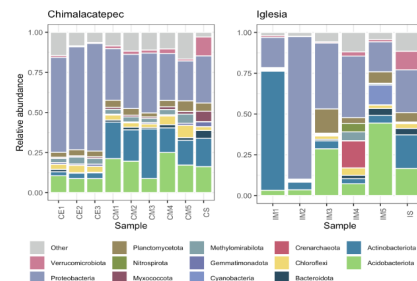 Chimalacatepec
Iglesia
Relative abundance
1.00
0.75
0.50
0.25
0.00
CE1
CE2
CE3
CM1
CM2
CM3
CM4
CM5
CS
Sample
1.00
0.75
0.50
0.25
0.00
IM1
IM2
IM3
IM4
IM5
IS
Sample
Other
Planctomycetota
Methylomirabilota
Crenarchaeota
Actinobacteriota
Verrucomicrobiota
Nitrospirota
Gemmatimonadota
Chloroflexi
Acidobacteriota
Proteobacteria
Myxococcota
Cyanobacteria
Bacteroidota